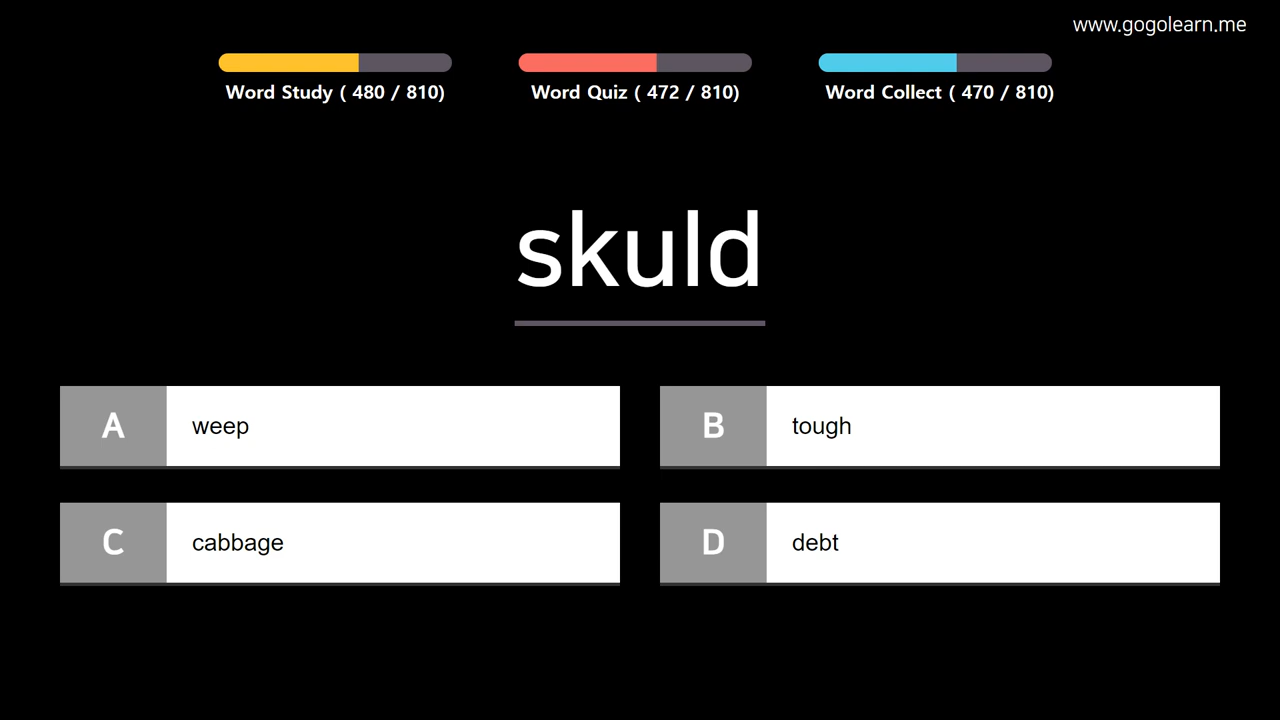 www.gogolearn.me
Word Study ( 480 / 810)
Word Quiz ( 472 / 810)
Word Collect ( 470 / 810)
skuld
A weep
B tough
C cabbage
D debt